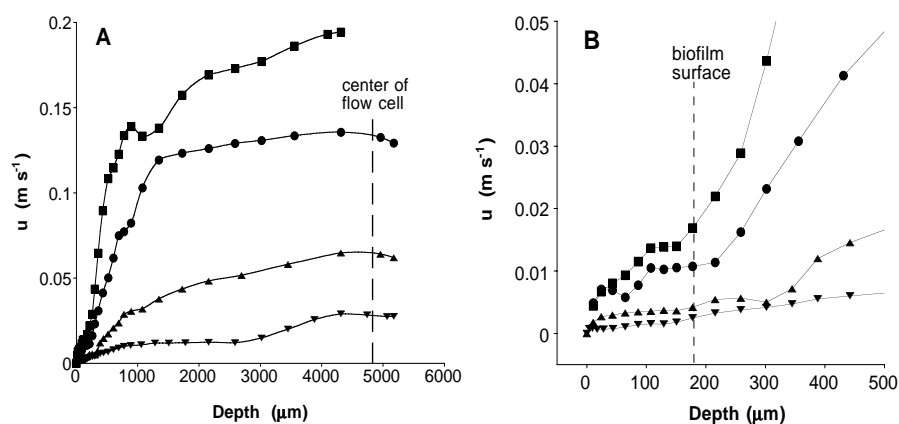 A
0.2
0.15
0.1
0.05
0
u (m s⁻¹)
center of
flow cell
0 1000 2000 3000 4000 5000 6000
Depth (μm)
B
0.05
0.04
0.03
0.02
0.01
0
u (m s⁻¹)
biofilm
surface
0 100 200 300 400 500
Depth (μm)